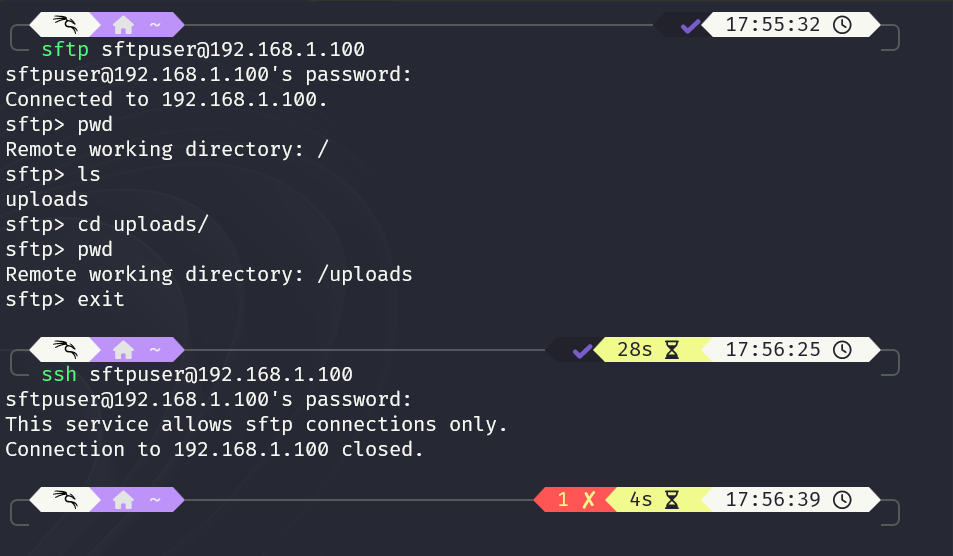 ~ 17:55:32
sftp sftpuser@192.168.1.100
sftpuser@192.168.1.100's password:
Connected to 192.168.1.100.
sftp> pwd
Remote working directory: /
sftp> ls
uploads
sftp> cd uploads/
sftp> pwd
Remote working directory: /uploads
sftp> exit
~ 28s 17:56:25
ssh sftpuser@192.168.1.100
sftpuser@192.168.1.100's password:
This service allows sftp connections only.
Connection to 192.168.1.100 closed.
~ 1 ✗ 4s 17:56:39